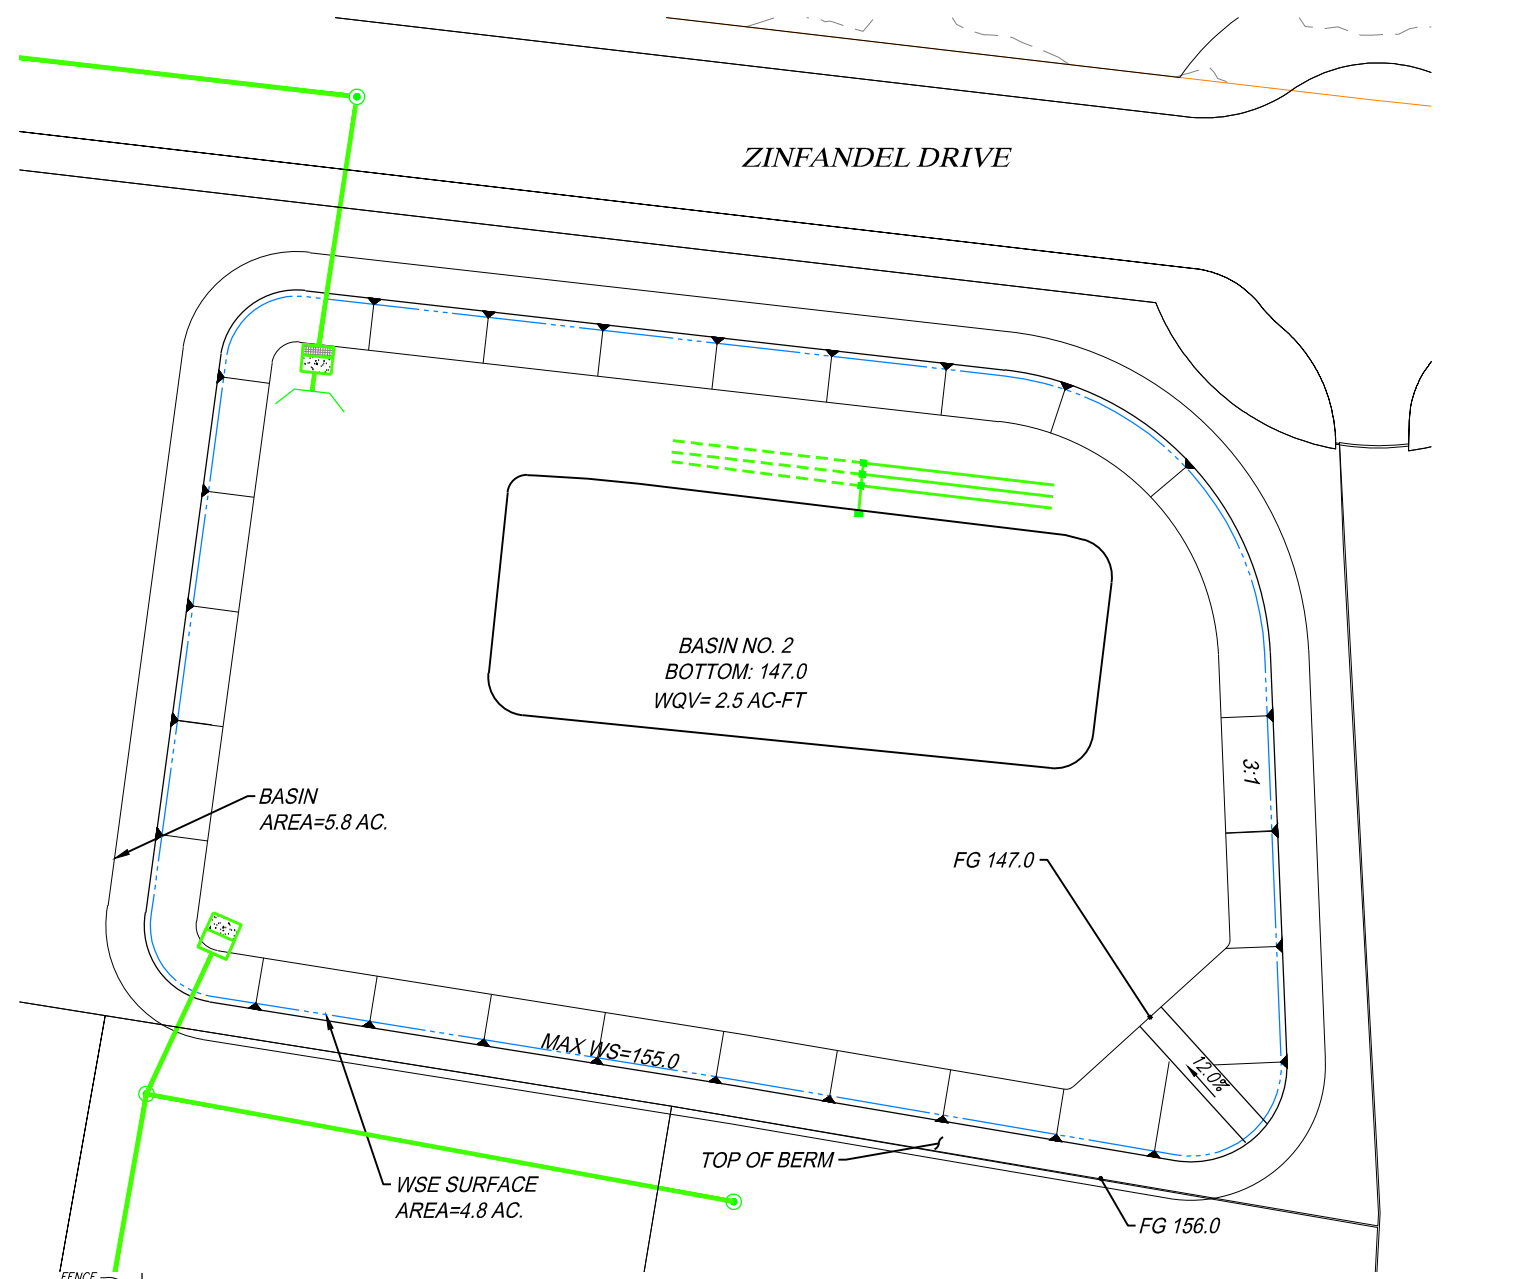 ZINFANDEL DRIVE
BASIN NO. 2
BOTTOM: 147.0
WQV= 2.5 AC-FT
3:1
BASIN
AREA=5.8 AC.
FG 147.0
MAX WS=155.0
12.0%
TOP OF BERM
WSE SURFACE
AREA=4.8 AC.
FG 156.0
FENCE